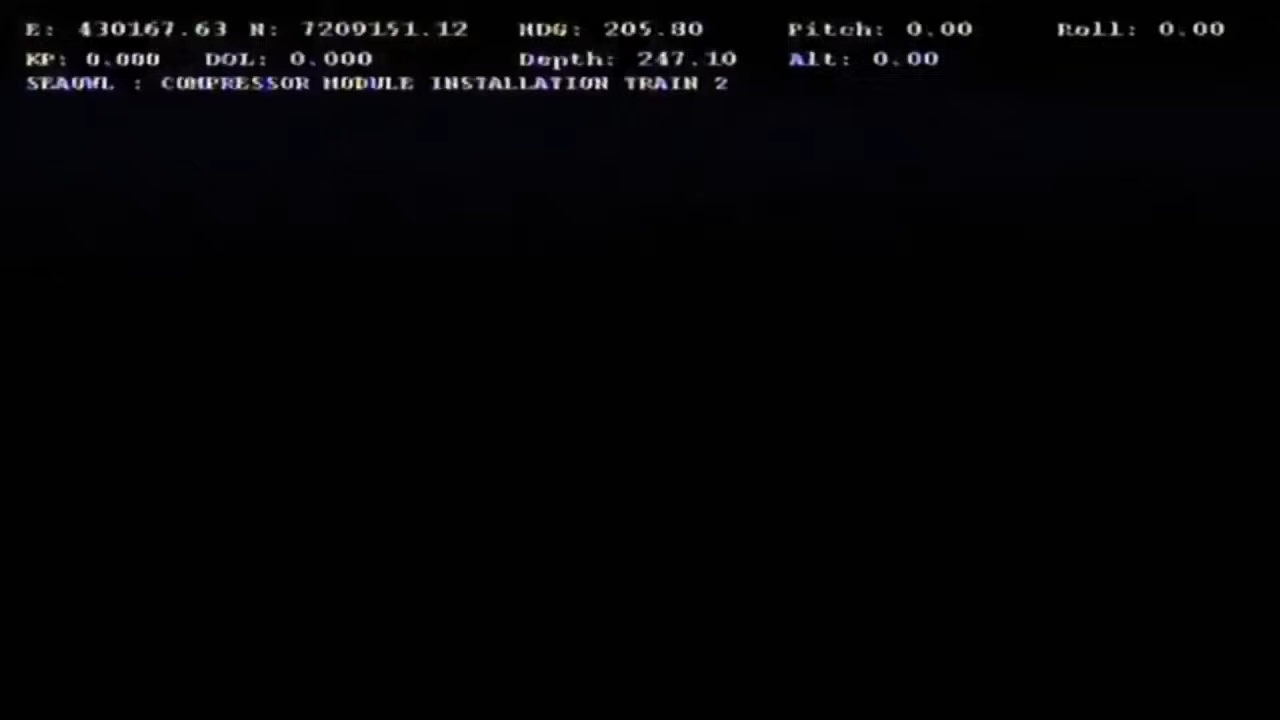 E: 430167.63 N: 7209151.12 HDG: 205.80 Pitch: 0.00 Roll: 0.00
KP: 0.000 DOL: 0.000 Depth: 247.10 Alt: 0.00
SEAOWL : COMPRESSOR MODULE INSTALLATION TRAIN 2